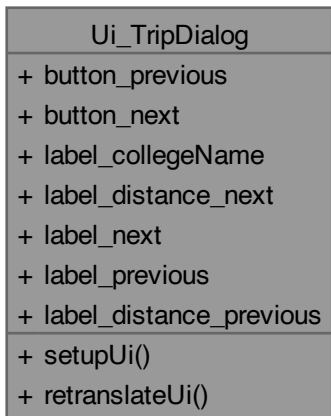 Ui_TripDialog
+ button_previous
+ button_next
+ label_collegeName
+ label_distance_next
+ label_next
+ label_previous
+ label_distance_previous
+ setupUi()
+ retranslateUi()